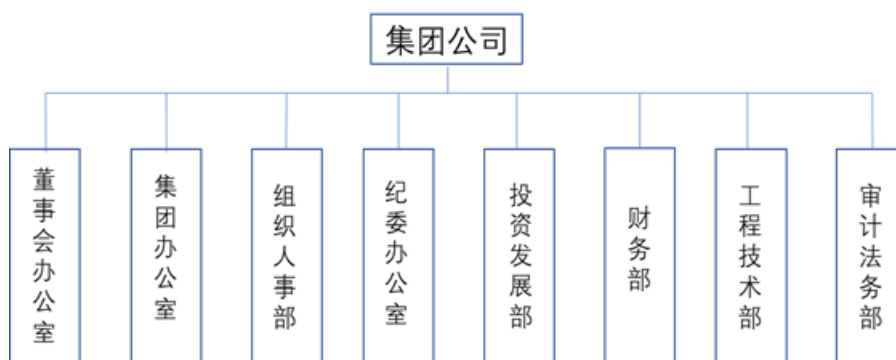 集团公司
董事会办公室
集团办公室
组织人事部
纪委办公室
投资发展部
财务部
工程技术部
审计法务部